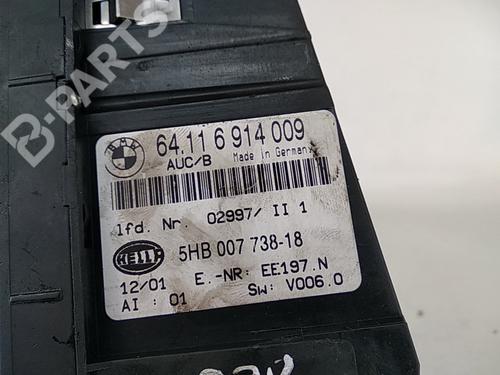 B-PARTS
BMW
64.11 6 914 009
AUC/B Made in Germany
lfd. Nr. 02997/ II 1
HELLA
5HB 007 738-18
12/01 E.-NR: EE197.N
AI : 01 SW: V006.0